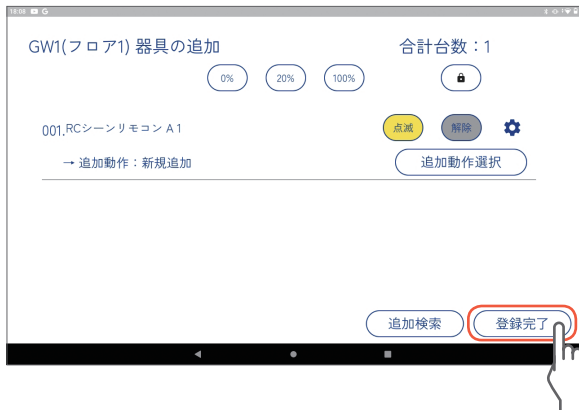 18:08 G
GW1(フロア1) 器具の追加
合計台数：1
0%
20%
100%
001.RCシーンリモコン A 1
点滅
解除
→ 追加動作：新規追加
追加動作選択
追加検索
登録完了